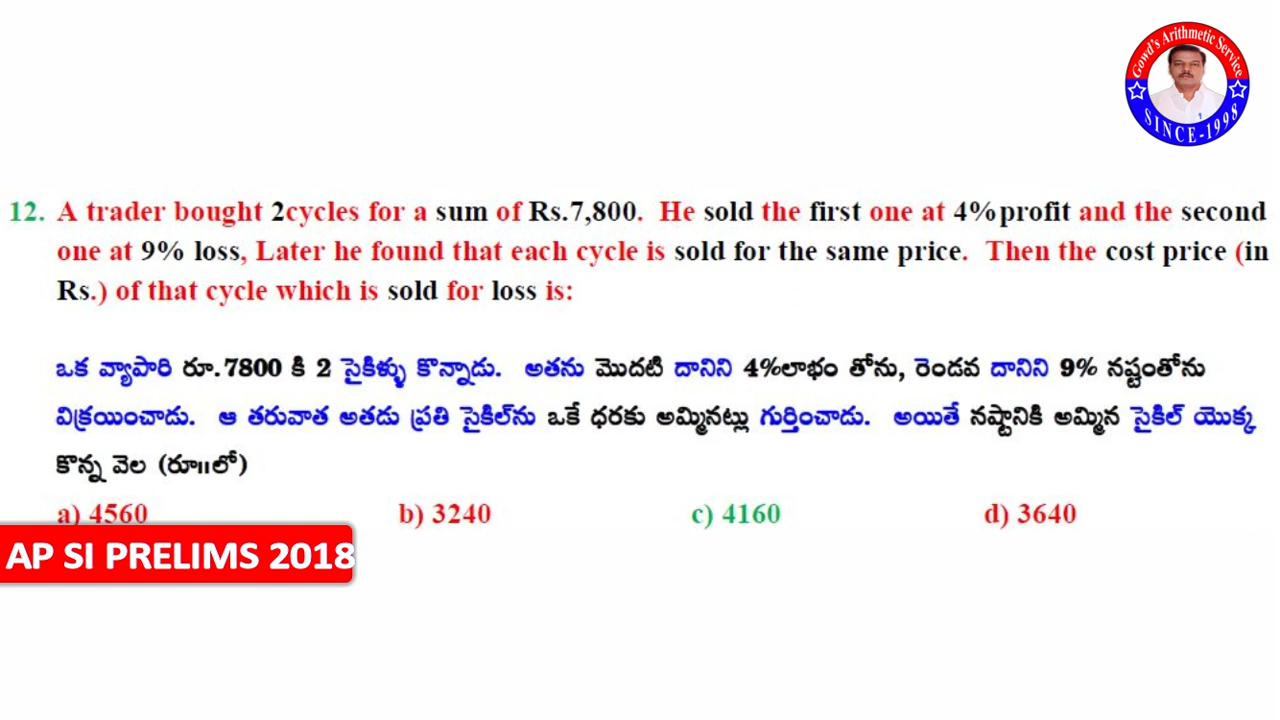 Gowd's Arithmetic Service
SINCE-1998
12. A trader bought 2cycles for a sum of Rs.7,800. He sold the first one at 4%profit and the second
one at 9% loss, Later he found that each cycle is sold for the same price. Then the cost price (in
Rs.) of that cycle which is sold for loss is:
ఒక వ్యాపారి రూ.7800 కి 2 సైకిళ్ళు కొన్నాడు. అతను మొదటి దానిని 4%లాభం తోను, రెండవ దానిని 9% నష్టంతోను
విక్రయించాడు. ఆ తరువాత అతడు ప్రతి సైకిల్‌ను ఒకే ధరకు అమ్మినట్లు గుర్తించాడు. అయితే నష్టానికి అమ్మిన సైకిల్ యొక్క
కొన్న వెల (రూ॥లో)
a) 4560 b) 3240 c) 4160 d) 3640
AP SI PRELIMS 2018